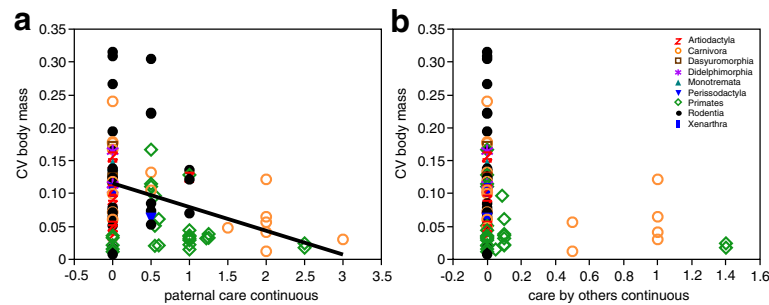 a
0.35
0.30
0.25
0.20
0.15
0.10
0.05
0
CV body mass
-0.5 0 0.5 1.0 1.5 2.0 2.5 3 3.5
paternal care continuous
b
0.35
0.30
0.25
0.20
0.15
0.10
0.05
0
CV body mass
-0.2 0 0.2 0.4 0.6 0.8 1.0 1.2 1.4 1.6
care by others continuous
Artiodactyla
Carnivora
Dasyuromorphia
Didelphimorphia
Monotremata
Perissodactyla
Primates
Rodentia
Xenarthra